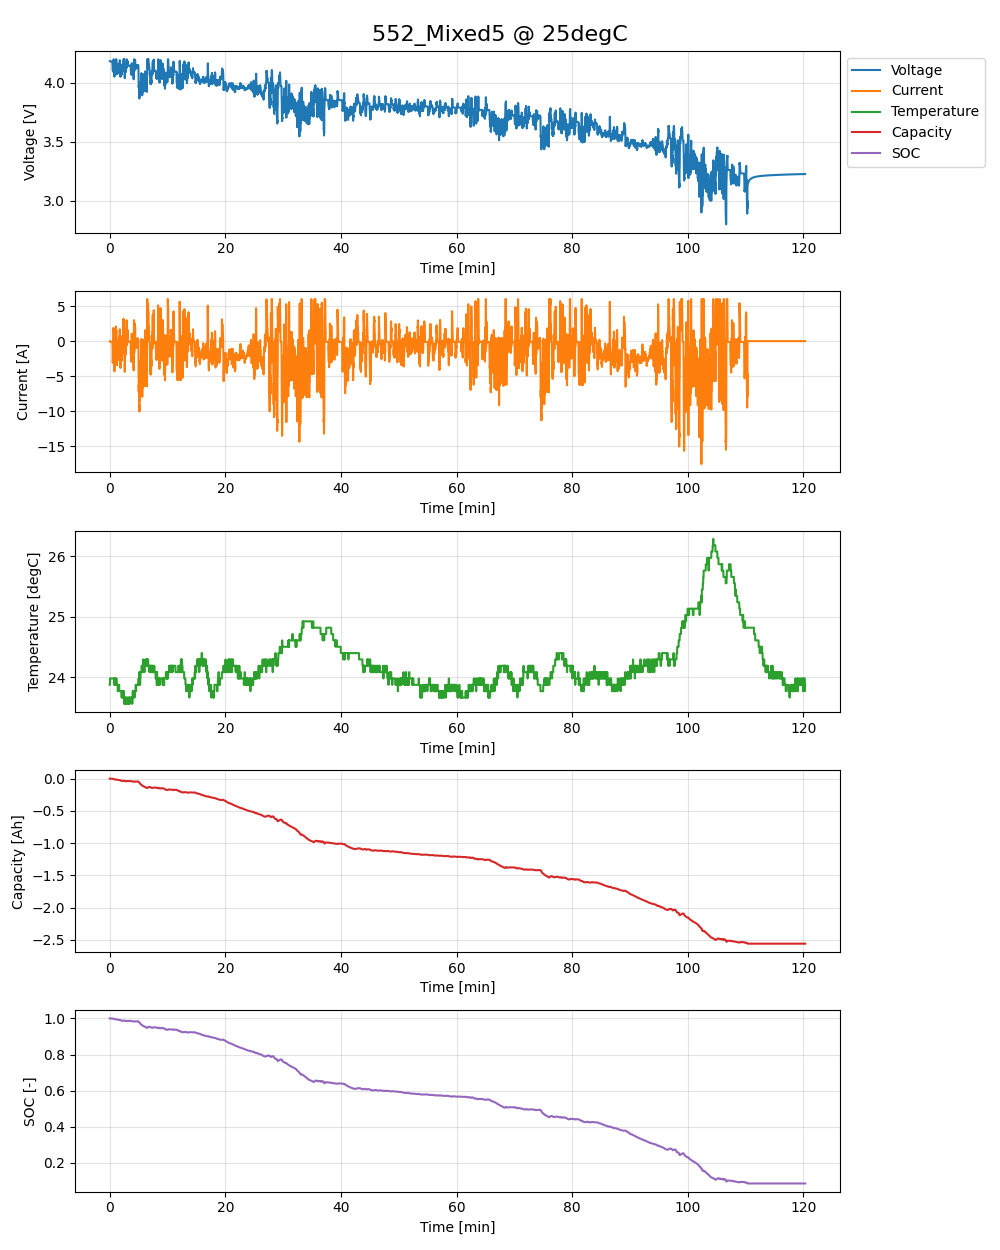 552_Mixed5 @ 25degC
Voltage
Current
Temperature
Capacity
SOC
Voltage [V]
4.0
3.5
3.0
0 20 40 60 80 100 120
Time [min]
Current [A]
5
0
−5
−10
−15
0 20 40 60 80 100 120
Time [min]
Temperature [degC]
26
25
24
0 20 40 60 80 100 120
Time [min]
Capacity [Ah]
0.0
−0.5
−1.0
−1.5
−2.0
−2.5
0 20 40 60 80 100 120
Time [min]
SOC [-]
1.0
0.8
0.6
0.4
0.2
0 20 40 60 80 100 120
Time [min]